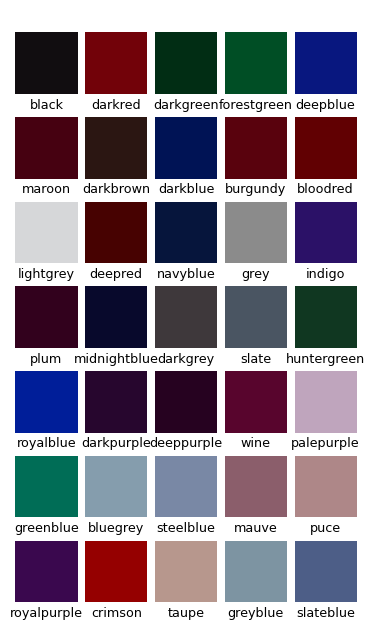 black darkred darkgreen forestgreen deepblue
maroon darkbrown darkblue burgundy bloodred
lightgrey deepred navyblue grey indigo
plum midnightblue darkgrey slate huntergreen
royalblue darkpurple deeppurple wine palepurple
greenblue bluegrey steelblue mauve puce
royalpurple crimson taupe greyblue slateblue